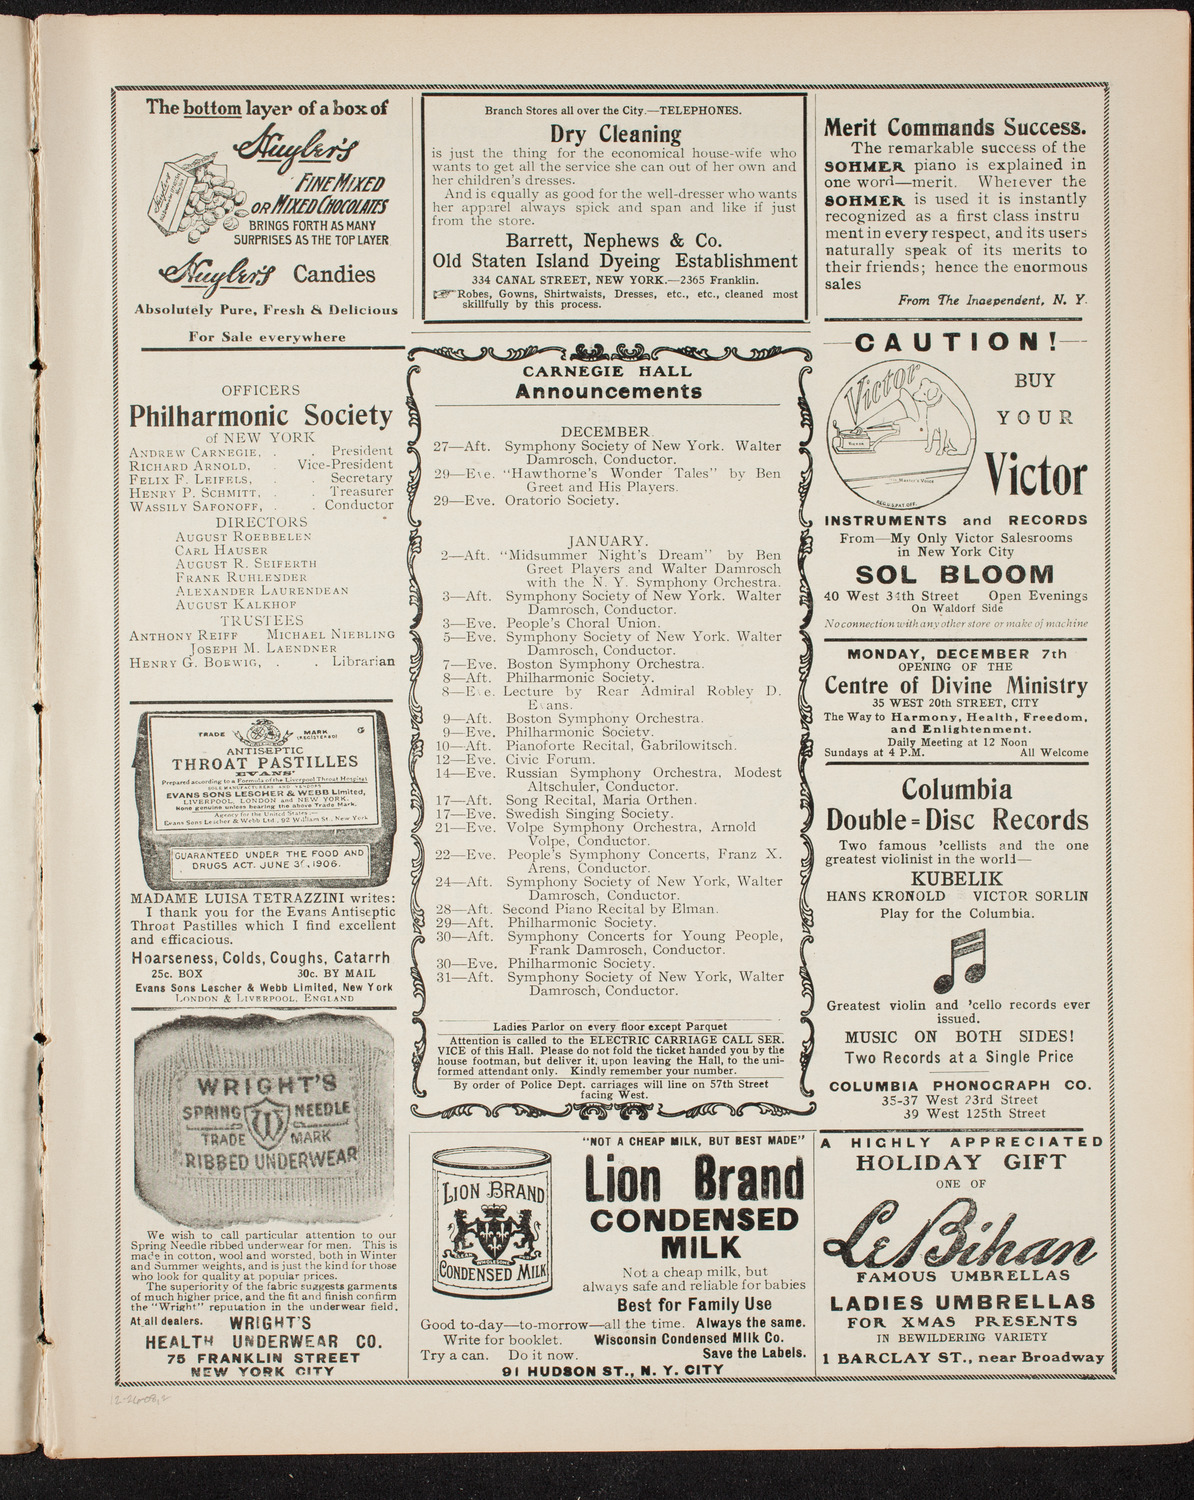 The bottom layer of a box of
Huyler's
FINE MIXED
OR MIXED CHOCOLATES
BRINGS FORTH AS MANY
SURPRISES AS THE TOP LAYER
Huyler's Candies
Absolutely Pure, Fresh & Delicious
For Sale everywhere
OFFICERS
Philharmonic Society
of NEW YORK
ANDREW CARNEGIE, . . President
RICHARD ARNOLD, Vice-President
FELIX F. LEIFELS, . . Secretary
HENRY P. SCHMITT, . . Treasurer
WASSILY SAFONOFF, . . Conductor
DIRECTORS
AUGUST ROEBBELEN
CARL HAUSER
AUGUST R. SEIFERTH
FRANK RUHLENDER
ALEXANDER LAURENDEAN
AUGUST KALKHOF
TRUSTEES
ANTHONY REIFF MICHAEL NIEBLING
JOSEPH M. LAENDNER
HENRY G. BOEWIG, . . Librarian
TRADE MARK
(REGISTERED)
ANTISEPTIC
THROAT PASTILLES
EVANS'
Prepared according to a Formula of the Liverpool Throat Hospital
SOLE MANUFACTURERS AND VENDORS
EVANS SONS LESCHER & WEBB Limited,
LIVERPOOL, LONDON and NEW YORK.
None genuine unless bearing the above Trade Mark.
Agency for the United States:—
Evans Sons Lescher & Webb Ltd., 92 William St., New York
GUARANTEED UNDER THE FOOD AND
DRUGS ACT. JUNE 30, 1906.
MADAME LUISA TETRAZZINI writes:
I thank you for the Evans Antiseptic
Throat Pastilles which I find excellent
and efficacious.
Hoarseness, Colds, Coughs, Catarrh
25c. BOX 30c. BY MAIL
Evans Sons Lescher & Webb Limited, New York
LONDON & LIVERPOOL, ENGLAND
WRIGHT'S
SPRING NEEDLE
W
TRADE MARK
RIBBED UNDERWEAR
We wish to call particular attention to our
Spring Needle ribbed underwear for men. This is
made in cotton, wool and worsted, both in Winter
and Summer weights, and is just the kind for those
who look for quality at popular prices.
The superiority of the fabric suggests garments
of much higher price, and the fit and finish confirm
the "Wright" reputation in the underwear field.
At all dealers. WRIGHT'S
HEALTH UNDERWEAR CO.
75 FRANKLIN STREET
NEW YORK CITY
Branch Stores all over the City.—TELEPHONES.
Dry Cleaning
is just the thing for the economical house-wife who
wants to get all the service she can out of her own and
her children's dresses.
And is equally as good for the well-dresser who wants
her apparel always spick and span and like if just
from the store.
Barrett, Nephews & Co.
Old Staten Island Dyeing Establishment
334 CANAL STREET, NEW YORK.—2365 Franklin.
Robes, Gowns, Shirtwaists, Dresses, etc., etc., cleaned most
skillfully by this process.
CARNEGIE HALL
Announcements
DECEMBER.
27—Aft. Symphony Society of New York. Walter
Damrosch, Conductor.
29—Eve. "Hawthorne's Wonder Tales" by Ben
Greet and His Players.
29—Eve. Oratorio Society.
JANUARY.
2—Aft. "Midsummer Night's Dream" by Ben
Greet Players and Walter Damrosch
with the N. Y. Symphony Orchestra.
3—Aft. Symphony Society of New York. Walter
Damrosch, Conductor.
3—Eve. People's Choral Union.
5—Eve. Symphony Society of New York. Walter
Damrosch, Conductor.
7—Eve. Boston Symphony Orchestra.
8—Aft. Philharmonic Society.
8—Eve. Lecture by Rear Admiral Robley D.
Evans.
9—Aft. Boston Symphony Orchestra.
9—Eve. Philharmonic Society.
10—Aft. Pianoforte Recital, Gabrilowitsch.
12—Eve. Civic Forum.
14—Eve. Russian Symphony Orchestra, Modest
Altschuler, Conductor.
17—Aft. Song Recital, Maria Orthen.
17—Eve. Swedish Singing Society.
21—Eve. Volpe Symphony Orchestra, Arnold
Volpe, Conductor.
22—Eve. People's Symphony Concerts, Franz X.
Arens, Conductor.
24—Aft. Symphony Society of New York, Walter
Damrosch, Conductor.
28—Aft. Second Piano Recital by Elman.
29—Aft. Philharmonic Society.
30—Aft. Symphony Concerts for Young People,
Frank Damrosch, Conductor.
30—Eve. Philharmonic Society.
31—Aft. Symphony Society of New York, Walter
Damrosch, Conductor.
Ladies Parlor on every floor except Parquet
Attention is called to the ELECTRIC CARRIAGE CALL SER.
VICE of this Hall. Please do not fold the ticket handed you by the
house footman, but deliver it, upon leaving the Hall, to the uni-
formed attendant only. Kindly remember your number.
By order of Police Dept. carriages will line on 57th Street
facing West.
"NOT A CHEAP MILK, BUT BEST MADE"
LION BRAND
CONDENSED MILK
Lion Brand
CONDENSED
MILK
Not a cheap milk, but
always safe and reliable for babies
Best for Family Use
Good to-day—to-morrow—all the time. Always the same.
Write for booklet. Wisconsin Condensed Milk Co.
Try a can. Do it now. Save the Labels.
91 HUDSON ST., N. Y. CITY
Merit Commands Success.
The remarkable success of the
SOHMER piano is explained in
one word—merit. Wherever the
SOHMER is used it is instantly
recognized as a first class instru
ment in every respect, and its users
naturally speak of its merits to
their friends; hence the enormous
sales
From The Independent, N. Y.
CAUTION!
Victor
BUY
YOUR
Victor
INSTRUMENTS and RECORDS
From—My Only Victor Salesrooms
in New York City
SOL BLOOM
40 West 34th Street Open Evenings
On Waldorf Side
No connection with any other store or make of machine
MONDAY, DECEMBER 7th
OPENING OF THE
Centre of Divine Ministry
35 WEST 20th STREET, CITY
The Way to Harmony, Health, Freedom,
and Enlightenment.
Daily Meeting at 12 Noon
Sundays at 4 P.M. All Welcome
Columbia
Double=Disc Records
Two famous 'cellists and the one
greatest violinist in the world—
KUBELIK
HANS KRONOLD VICTOR SORLIN
Play for the Columbia.
Greatest violin and 'cello records ever
issued.
MUSIC ON BOTH SIDES!
Two Records at a Single Price
COLUMBIA PHONOGRAPH CO.
35-37 West 23rd Street
39 West 125th Street
A HIGHLY APPRECIATED
HOLIDAY GIFT
ONE OF
LeBihan
FAMOUS UMBRELLAS
LADIES UMBRELLAS
FOR XMAS PRESENTS
IN BEWILDERING VARIETY
1 BARCLAY ST., near Broadway